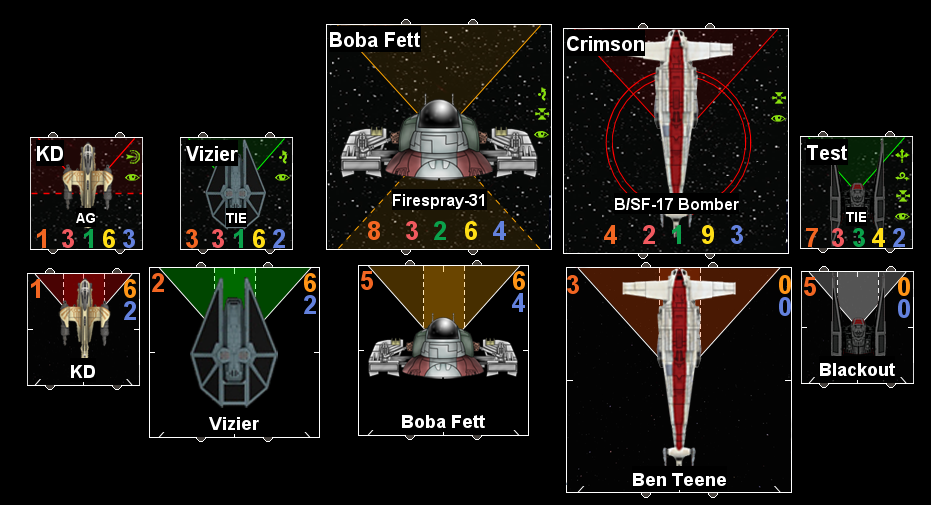 KD
AG
1 3 1 6 3
Vizier
TIE
3 3 1 6 2
Boba Fett
Firespray-31
8 3 2 6 4
Crimson
B/SF-17 Bomber
4 2 1 9 3
Test
TIE
7 3 3 4 2
1 6
2
KD
2 6
2
Vizier
5 6
4
Boba Fett
3 0
0
Ben Teene
5 0
0
Blackout